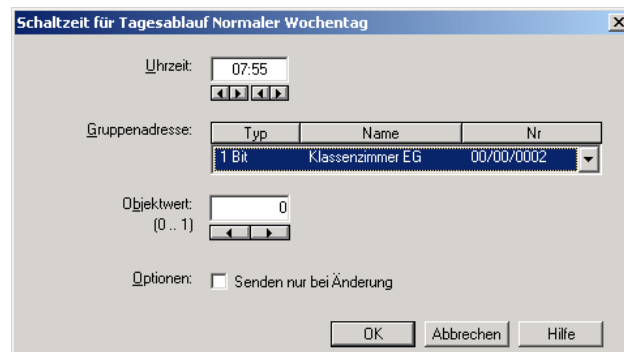 Schaltzeit für Tagesablauf Normaler Wochentag
Uhrzeit: 07:55
Gruppenadresse: Typ Name Nr
1 Bit Klassenzimmer EG 00/00/0002
Objektwert: 0
(0 .. 1)
Optionen: Senden nur bei Änderung
OK Abbrechen Hilfe